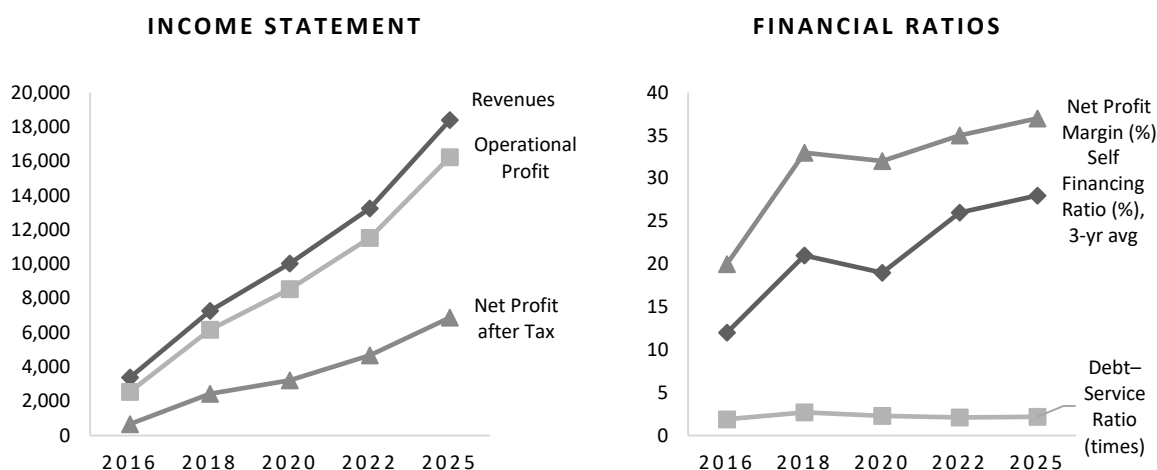 INCOME STATEMENT
20,000
18,000
16,000
14,000
12,000
10,000
8,000
6,000
4,000
2,000
0
Revenues
Operational
Profit
Net Profit
after Tax
2016 2018 2020 2022 2025
FINANCIAL RATIOS
40
35
30
25
20
15
10
5
0
Net Profit
Margin (%)
Self
Financing
Ratio (%),
3-yr avg
Debt–
Service
Ratio
(times)
2016 2018 2020 2022 2025